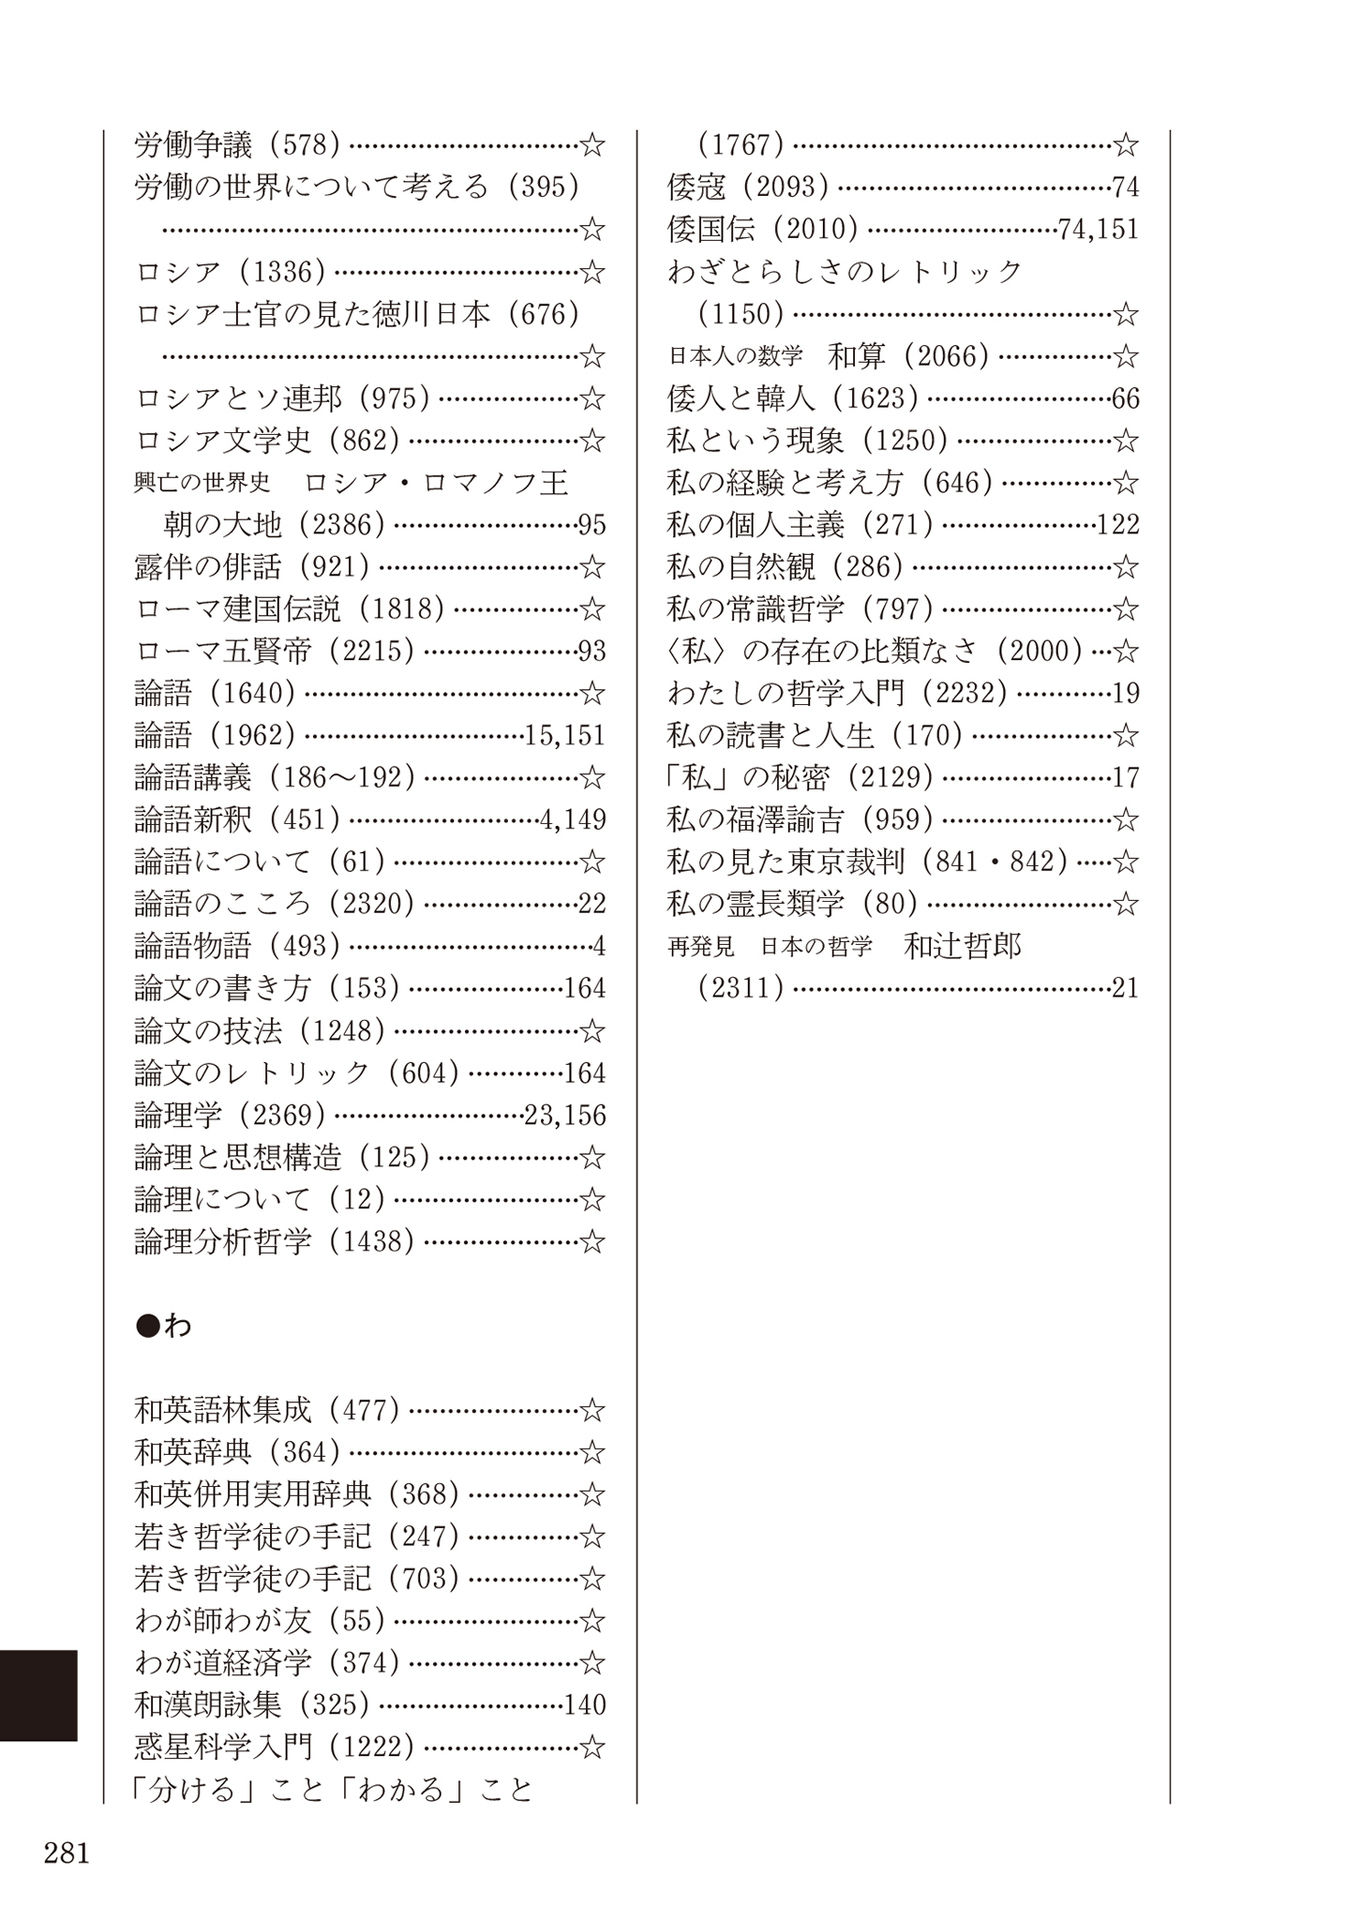 労働争議（578）…………………………☆
労働の世界について考える（395）
……………………………………………☆
ロシア（1336）…………………………☆
ロシア士官の見た徳川日本（676）
……………………………………………☆
ロシアとソ連邦（975）………………☆
ロシア文学史（862）…………………☆
興亡の世界史　ロシア・ロマノフ王
朝の大地（2386）……………………95
露伴の俳話（921）……………………☆
ローマ建国伝説（1818）……………☆
ローマ五賢帝（2215）………………93
論語（1640）……………………………☆
論語（1962）………………………15,151
論語講義（186〜192）………………☆
論語新釈（451）……………………4,149
論語について（61）…………………☆
論語のこころ（2320）………………22
論語物語（493）…………………………4
論文の書き方（153）………………164
論文の技法（1248）…………………☆
論文のレトリック（604）…………164
論理学（2369）……………………23,156
論理と思想構造（125）………………☆
論理について（12）…………………☆
論理分析哲学（1438）………………☆
●わ
和英語林集成（477）…………………☆
和英辞典（364）………………………☆
和英併用実用辞典（368）……………☆
若き哲学徒の手記（247）……………☆
若き哲学徒の手記（703）……………☆
わが師わが友（55）…………………☆
わが道経済学（374）…………………☆
和漢朗詠集（325）……………………140
惑星科学入門（1222）………………☆
「分ける」こと「わかる」こと
（1767）…………………………………☆
倭寇（2093）……………………………74
倭国伝（2010）……………………74,151
わざとらしさのレトリック
（1150）…………………………………☆
日本人の数学　和算（2066）…………☆
倭人と韓人（1623）…………………66
私という現象（1250）………………☆
私の経験と考え方（646）……………☆
私の個人主義（271）………………122
私の自然観（286）……………………☆
私の常識哲学（797）…………………☆
〈私〉の存在の比類なさ（2000）…☆
わたしの哲学入門（2232）…………19
私の読書と人生（170）………………☆
「私」の秘密（2129）…………………17
私の福澤諭吉（959）…………………☆
私の見た東京裁判（841・842）……☆
私の霊長類学（80）…………………☆
再発見　日本の哲学　和辻哲郎
（2311）…………………………………21
281